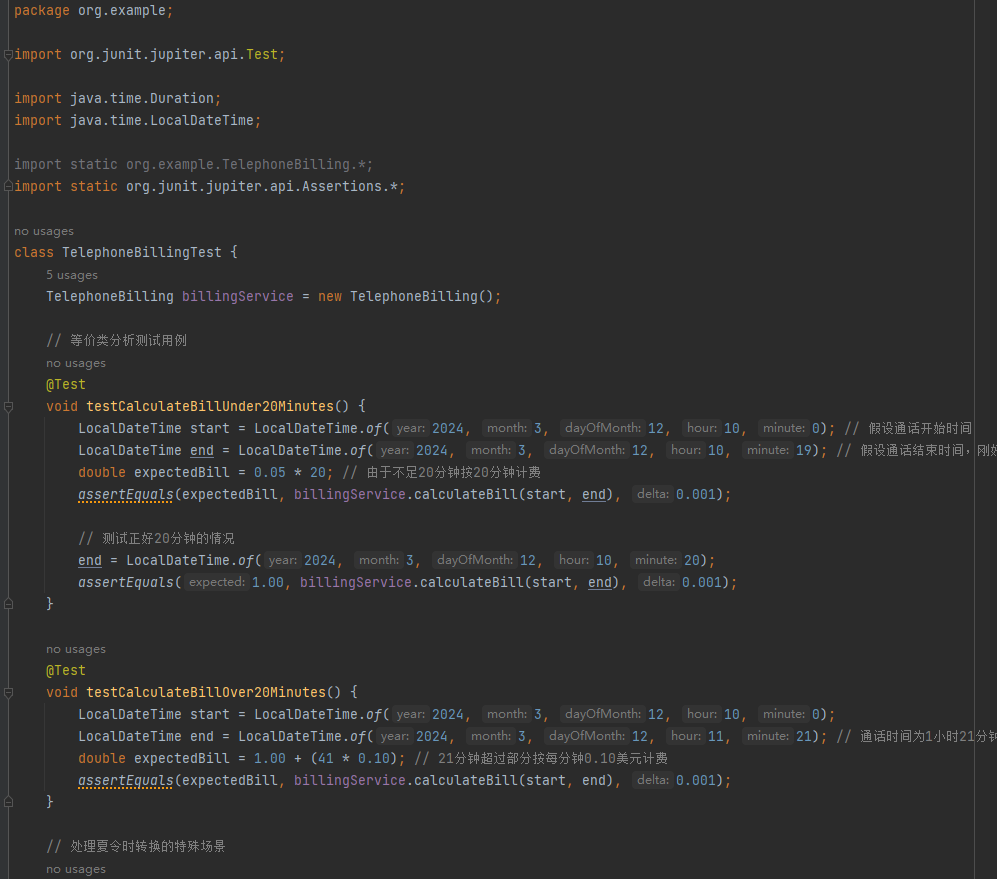 package org.example;
import org.junit.jupiter.api.Test;
import java.time.Duration;
import java.time.LocalDateTime;
import static org.example.TelephoneBilling.*;
import static org.junit.jupiter.api.Assertions.*;
no usages
class TelephoneBillingTest {
5 usages
TelephoneBilling billingService = new TelephoneBilling();
// 等价类分析测试用例
no usages
@Test
void testCalculateBillUnder20Minutes() {
LocalDateTime start = LocalDateTime.of( year: 2024, month: 3, dayOfMonth: 12, hour: 10, minute: 0); // 假设通话开始时间
LocalDateTime end = LocalDateTime.of( year: 2024, month: 3, dayOfMonth: 12, hour: 10, minute: 19); // 假设通话结束时间，刚
double expectedBill = 0.05 * 20; // 由于不足20分钟按20分钟计费
assertEquals(expectedBill, billingService.calculateBill(start, end), delta: 0.001);
// 测试正好20分钟的情况
end = LocalDateTime.of( year: 2024, month: 3, dayOfMonth: 12, hour: 10, minute: 20);
assertEquals( expected: 1.00, billingService.calculateBill(start, end), delta: 0.001);
}
no usages
@Test
void testCalculateBillOver20Minutes() {
LocalDateTime start = LocalDateTime.of( year: 2024, month: 3, dayOfMonth: 12, hour: 10, minute: 0);
LocalDateTime end = LocalDateTime.of( year: 2024, month: 3, dayOfMonth: 12, hour: 11, minute: 21); // 通话时间为1小时21分
double expectedBill = 1.00 + (41 * 0.10); // 21分钟超过部分按每分钟0.10美元计费
assertEquals(expectedBill, billingService.calculateBill(start, end), delta: 0.001);
}
// 处理夏令时转换的特殊场景
no usages